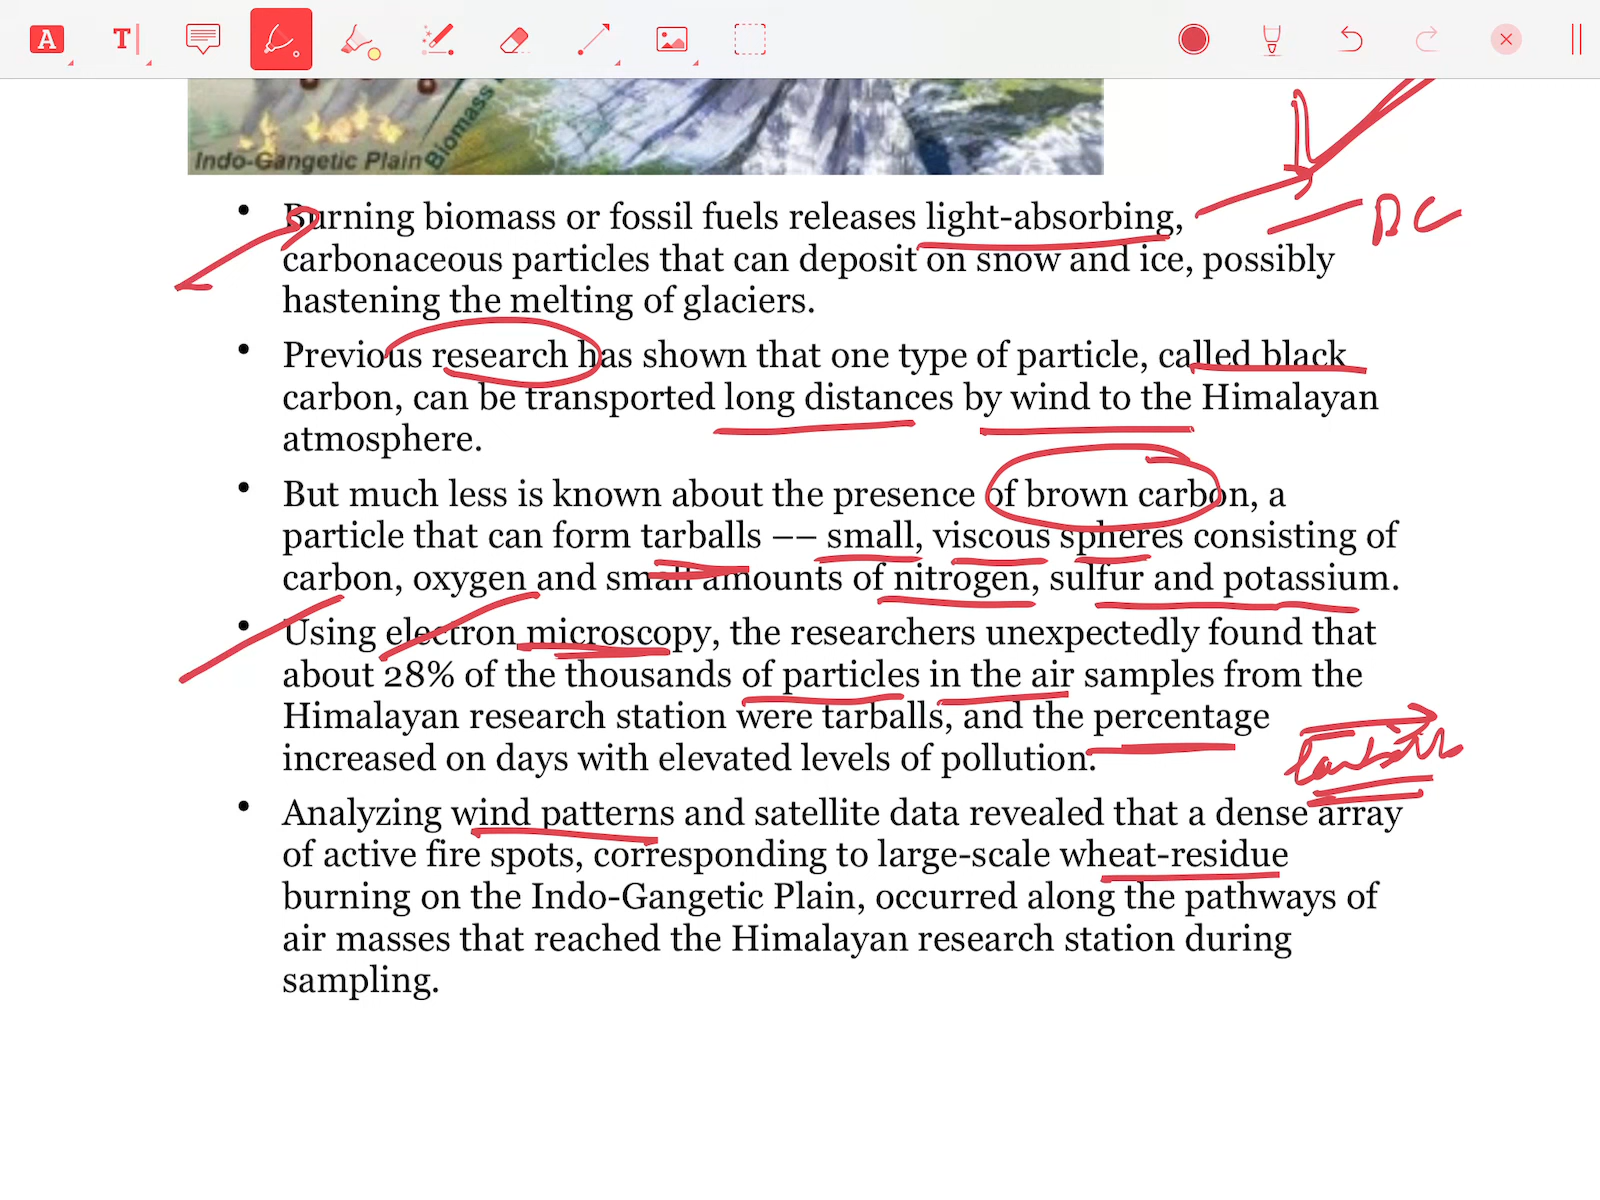 A
T
Indo-Gangetic Plain
Biomass
BC
• Burning biomass or fossil fuels releases light-absorbing,
carbonaceous particles that can deposit on snow and ice, possibly
hastening the melting of glaciers.
• Previous research has shown that one type of particle, called black
carbon, can be transported long distances by wind to the Himalayan
atmosphere.
• But much less is known about the presence of brown carbon, a
particle that can form tarballs –– small, viscous spheres consisting of
carbon, oxygen and small amounts of nitrogen, sulfur and potassium.
• Using electron microscopy, the researchers unexpectedly found that
about 28% of the thousands of particles in the air samples from the
Himalayan research station were tarballs, and the percentage
increased on days with elevated levels of pollution.
tarballs
• Analyzing wind patterns and satellite data revealed that a dense array
of active fire spots, corresponding to large-scale wheat-residue
burning on the Indo-Gangetic Plain, occurred along the pathways of
air masses that reached the Himalayan research station during
sampling.